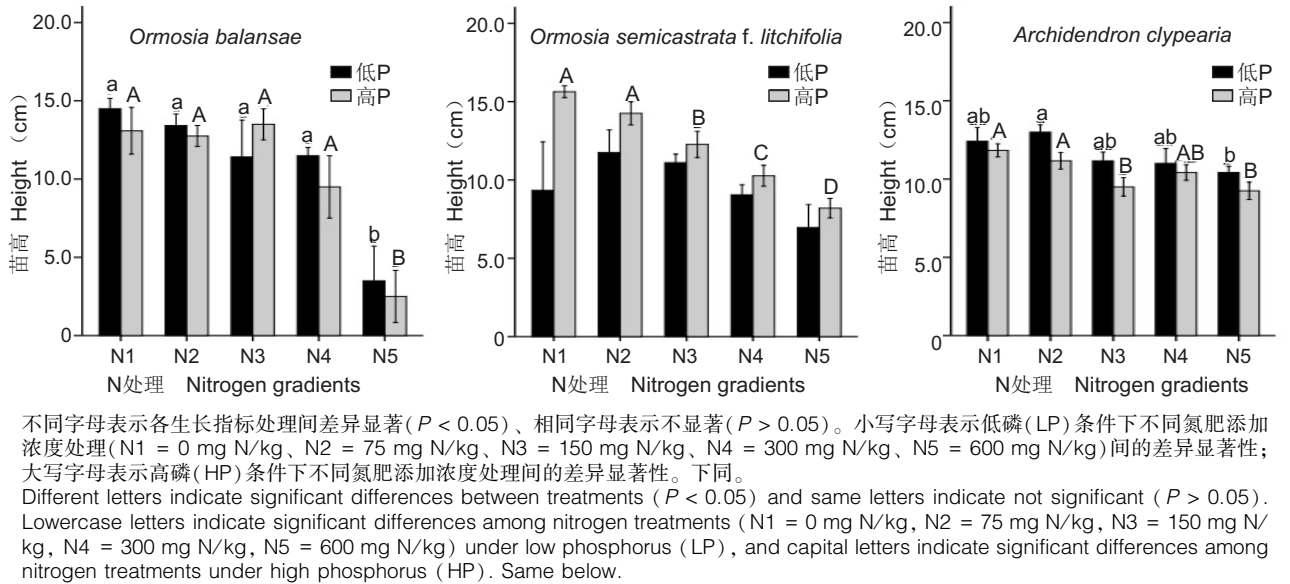 20.0
15.0
10.0
5.0
0
苗高 Height (cm)
Ormosia balansae
低P
高P
a A a A a A a A b B
N1 N2 N3 N4 N5
N处理 Nitrogen gradients
20.0
15.0
10.0
5.0
0
苗高 Height (cm)
Ormosia semicastrata f. litchifolia
低P
高P
A A B C D
N1 N2 N3 N4 N5
N处理 Nitrogen gradients
20.0
15.0
10.0
5.0
0
苗高 Height (cm)
Archidendron clypearia
低P
高P
ab A a A ab B ab AB b B
N1 N2 N3 N4 N5
N处理 Nitrogen gradients
不同字母表示各生长指标处理间差异显著(P < 0.05)、相同字母表示不显著(P > 0.05)。小写字母表示低磷(LP)条件下不同氮肥添加
浓度处理(N1 = 0 mg N/kg、N2 = 75 mg N/kg、N3 = 150 mg N/kg、N4 = 300 mg N/kg、N5 = 600 mg N/kg)间的差异显著性；
大写字母表示高磷(HP)条件下不同氮肥添加浓度处理间的差异显著性。下同。
Different letters indicate significant differences between treatments (P < 0.05) and same letters indicate not significant (P > 0.05).
Lowercase letters indicate significant differences among nitrogen treatments (N1 = 0 mg N/kg, N2 = 75 mg N/kg, N3 = 150 mg N/
kg, N4 = 300 mg N/kg, N5 = 600 mg N/kg) under low phosphorus (LP), and capital letters indicate significant differences among
nitrogen treatments under high phosphorus (HP). Same below.